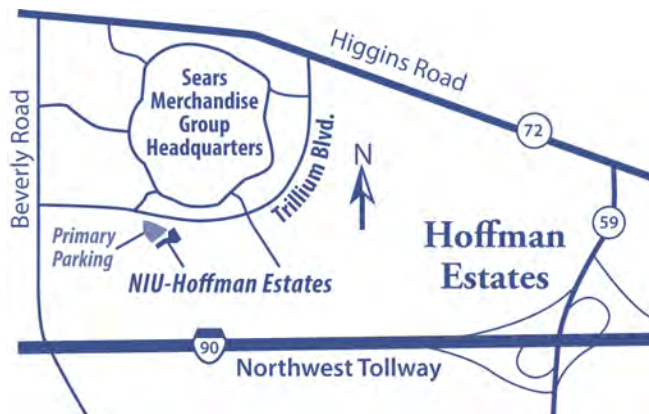 Higgins Road
72
Sears
Merchandise
Group
Headquarters
Beverly Road
Trillium Blvd.
N
59
Primary
Parking
Hoffman
Estates
NIU-Hoffman Estates
90
Northwest Tollway